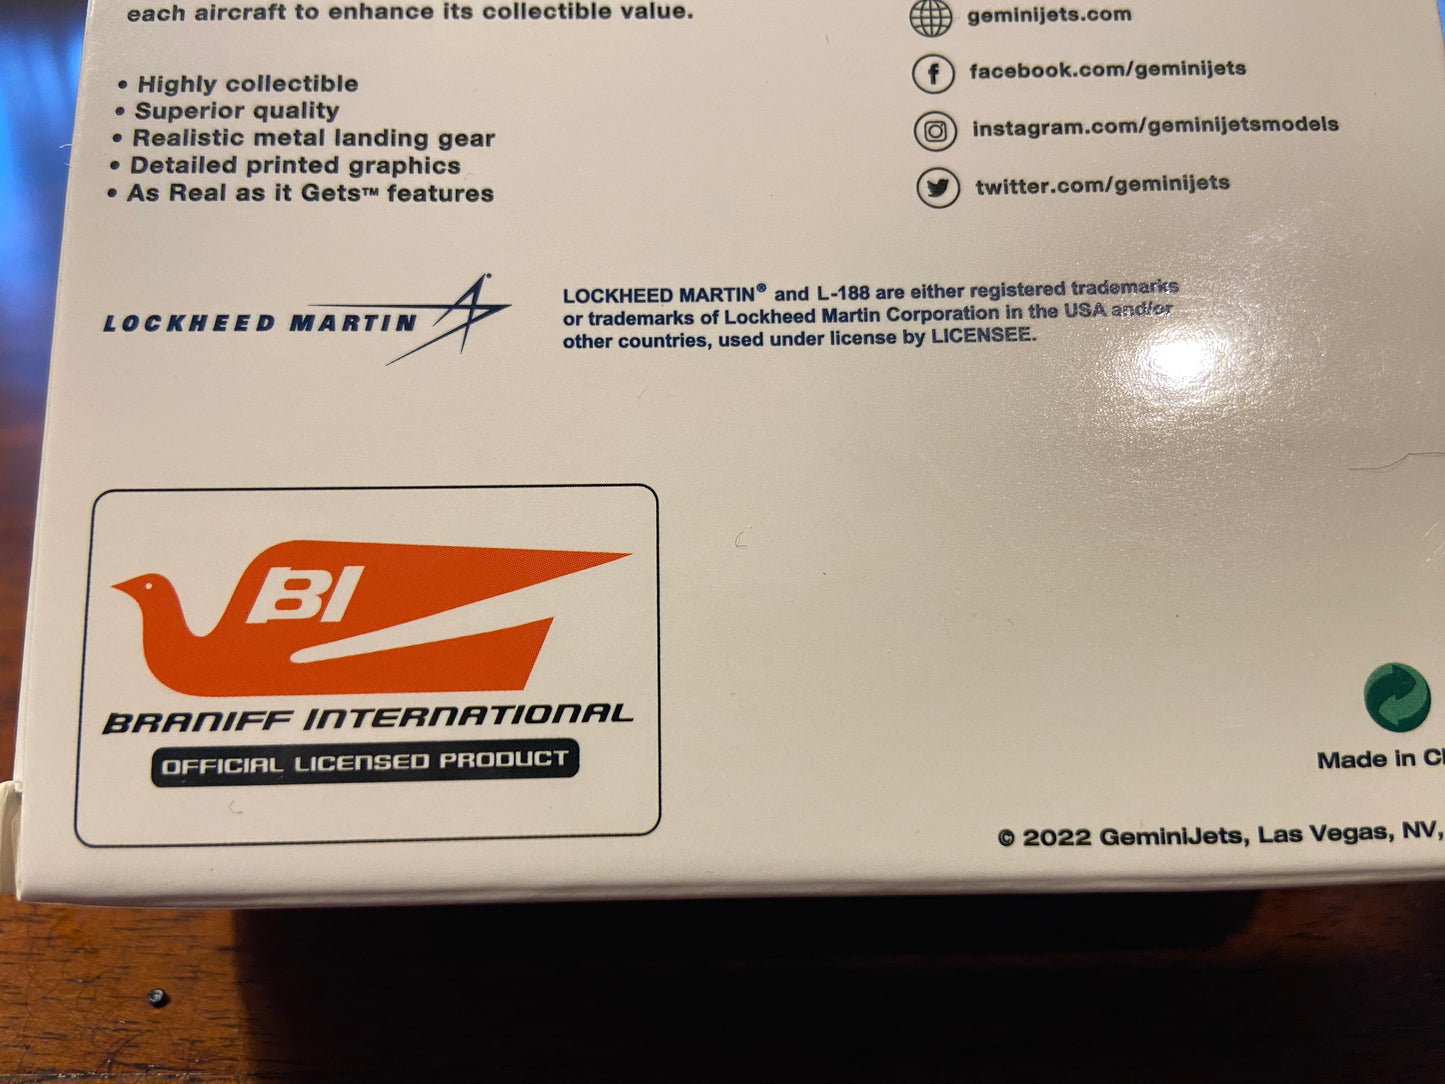 each aircraft to enhance its collectible value.
• Highly collectible
• Superior quality
• Realistic metal landing gear
• Detailed printed graphics
• As Real as it Gets™ features
geminijets.com
facebook.com/geminijets
instagram.com/geminijetsmodels
twitter.com/geminijets
LOCKHEED MARTIN
LOCKHEED MARTIN® and L-188 are either registered trademarks
or trademarks of Lockheed Martin Corporation in the USA and/or
other countries, used under license by LICENSEE.
BI
BRANIFF INTERNATIONAL
OFFICIAL LICENSED PRODUCT
Made in
© 2022 GeminiJets, Las Vegas, NV,